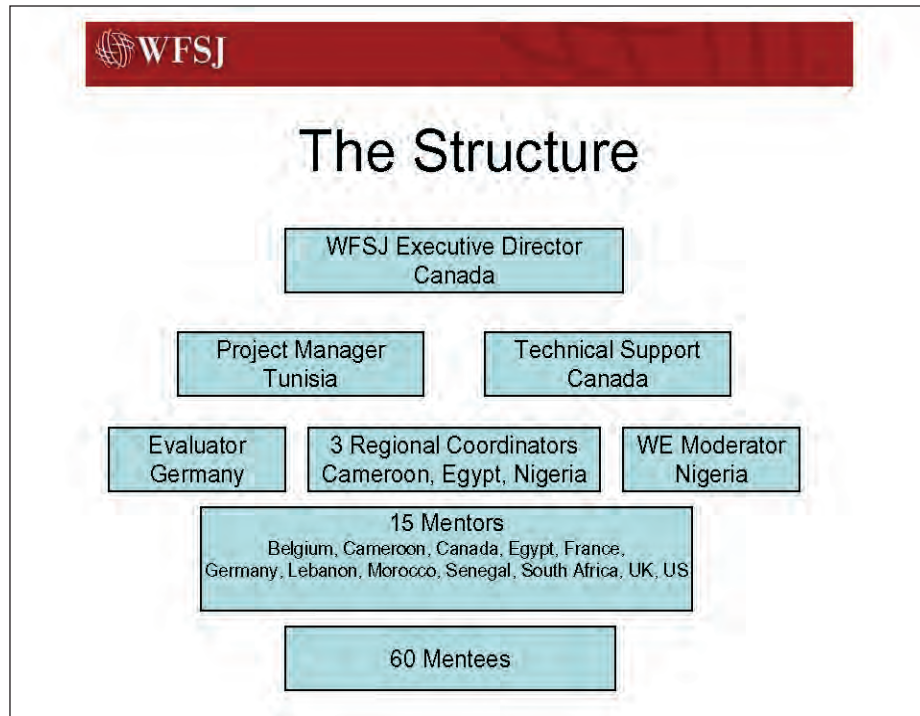 WFSJ
The Structure
WFSJ Executive Director
Canada
Project Manager
Tunisia
Technical Support
Canada
Evaluator
Germany
3 Regional Coordinators
Cameroon, Egypt, Nigeria
WE Moderator
Nigeria
15 Mentors
Belgium, Cameroon, Canada, Egypt, France,
Germany, Lebanon, Morocco, Senegal, South Africa, UK, US
60 Mentees